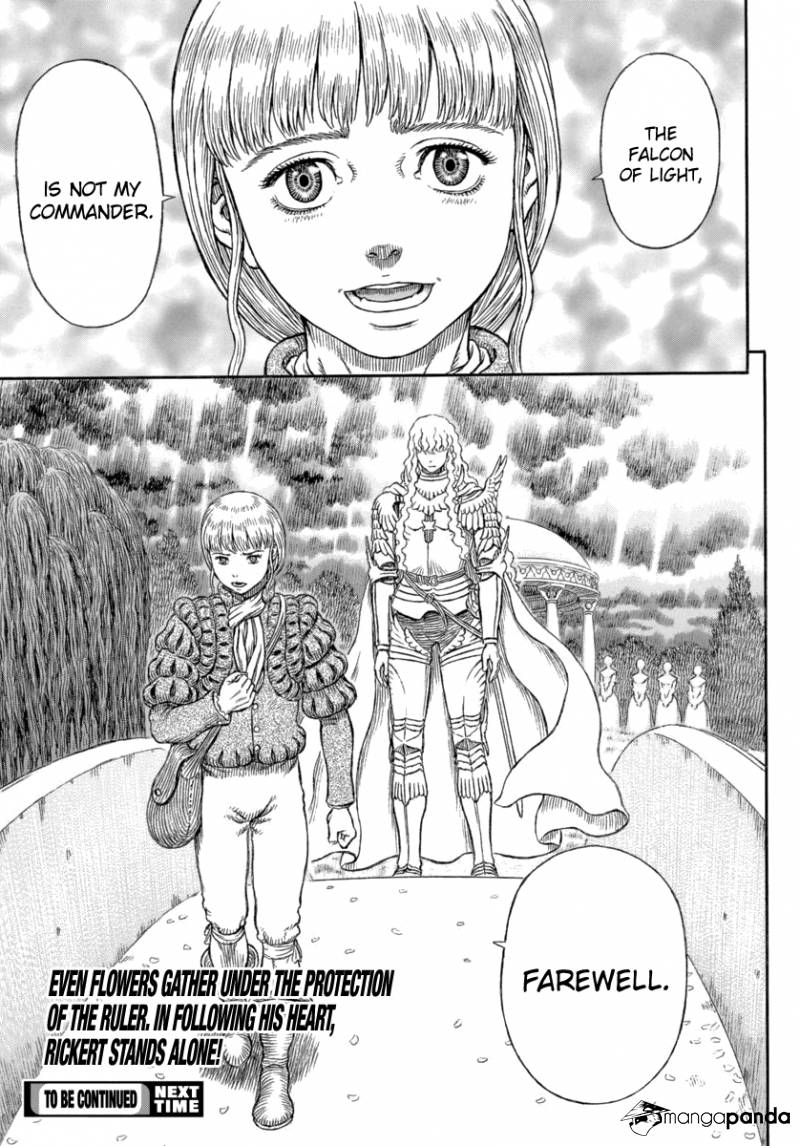 THE
FALCON
OF LIGHT,
IS NOT MY
COMMANDER.
FAREWELL.
EVEN FLOWERS GATHER UNDER THE PROTECTION
OF THE RULER. IN FOLLOWING HIS HEART,
RICKERT STANDS ALONE!
TO BE CONTINUED
NEXT
TIME
mangapanda